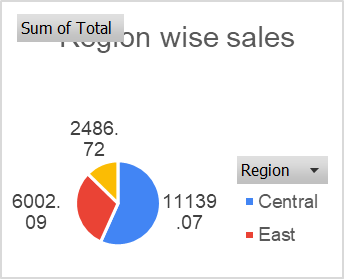 Sum of Total
Region wise sales
2486.
72
6002.
09
11139
.07
Region
Central
East